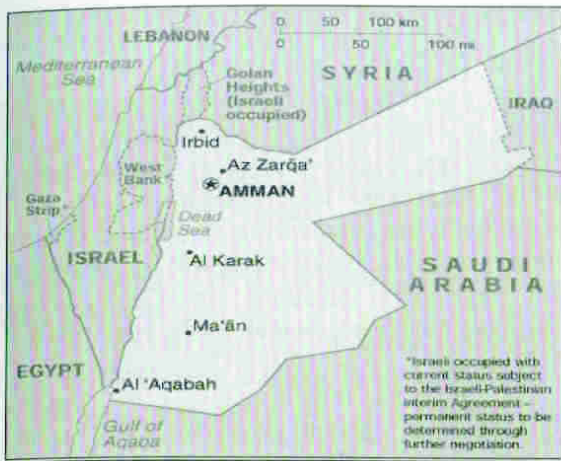 0 50 100 km
0 50 100 mi
LEBANON
Mediterranean
Sea
Golan
Heights
(Israeli
occupied)
SYRIA
IRAQ
Irbid
Az Zarqa'
West
Bank
AMMAN
Gaza
Strip
Dead
Sea
ISRAEL
Al Karak
SAUDI
ARABIA
Ma'ān
EGYPT
Al 'Aqabah
Gulf of
Aqaba
*Israeli occupied with
current status subject
to the Israeli-Palestinian
Interim Agreement –
permanent status to be
determined through
further negotiation.